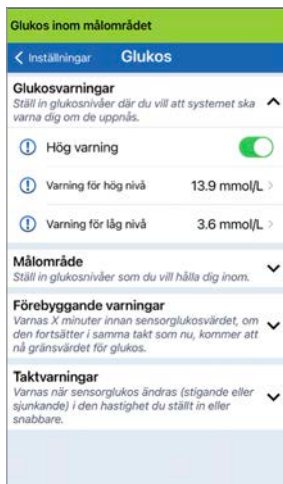 Glukos inom målområdet
Inställningar Glukos
Glukosvarningar
Ställ in glukosnivåer där du vill att systemet ska
varna dig om de uppnås.
Hög varning
Varning för hög nivå 13.9 mmol/L
Varning för låg nivå 3.6 mmol/L
Målområde
Ställ in glukosnivåer som du vill hålla dig inom.
Förebyggande varningar
Varnas X minuter innan sensorglukosvärdet, om
den fortsätter i samma takt som nu, kommer att
nå gränsvärdet för glukos.
Taktvarningar
Varnas när sensorglukos ändras (stigande eller
sjunkande) i den hastighet du ställt in eller
snabbare.